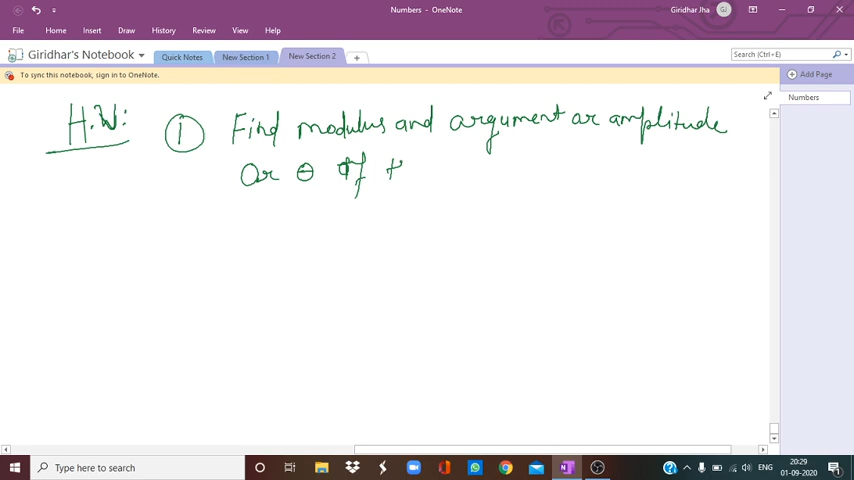 Numbers - OneNote
Giridhar Jha
GJ
File Home Insert Draw History Review View Help
Giridhar's Notebook Quick Notes New Section 1 New Section 2
Search (Ctrl+E)
To sync this notebook, sign in to OneNote.
Add Page
Numbers
H.W:
① Find modulus and argument or amplitude
Or θ of t
Type here to search
ENG
20:29
01-09-2020
1